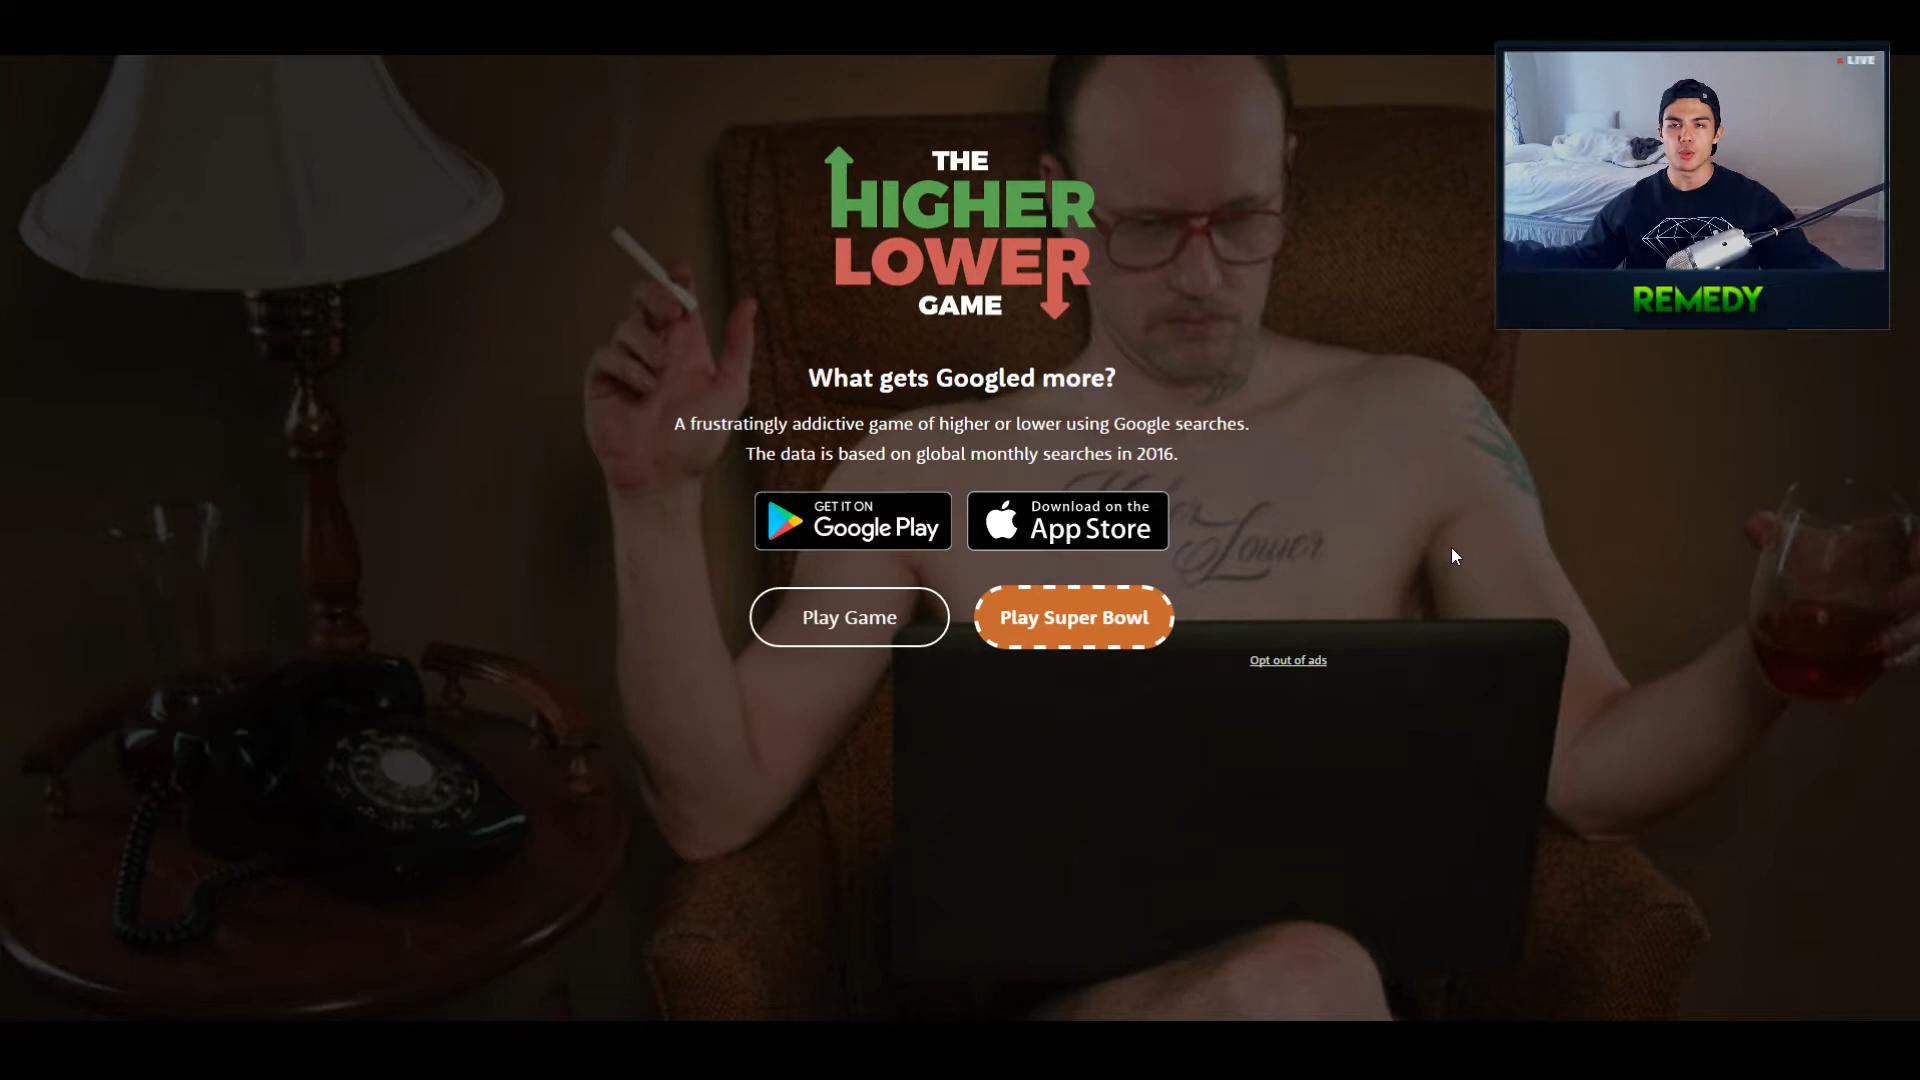 LIVE
THE
HIGHER
LOWER
GAME
REMEDY
What gets Googled more?
A frustratingly addictive game of higher or lower using Google searches.
The data is based on global monthly searches in 2016.
GET IT ON
Google Play
Download on the
App Store
Lower
Play Game
Play Super Bowl
Opt out of ads